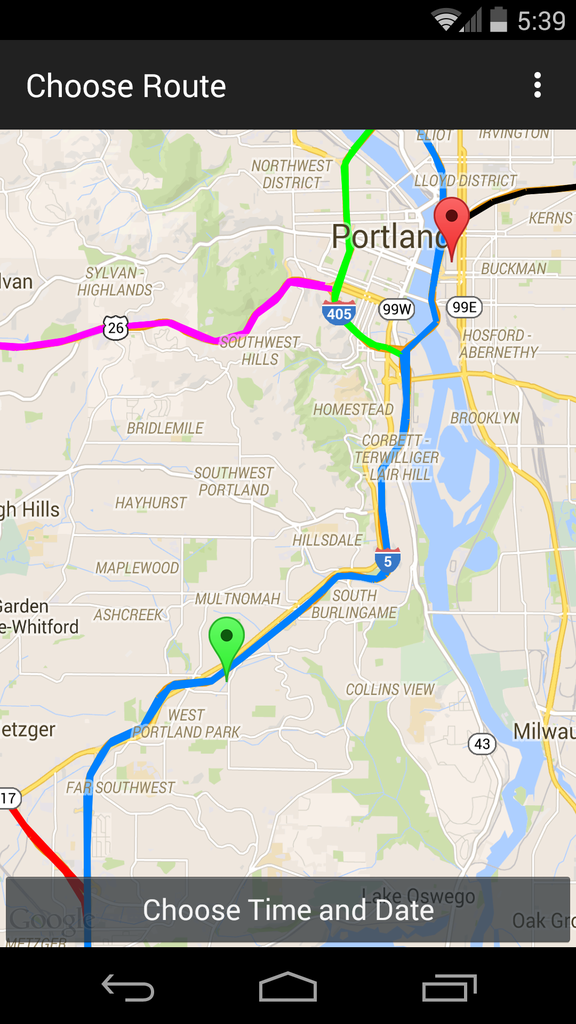 5:39
Choose Route
ELIOT
IRVINGTON
NORTHWEST
DISTRICT
LLOYD DISTRICT
KERNS
Portland
lvan
SYLVAN-
HIGHLANDS
BUCKMAN
26
405
99W
99E
SOUTHWEST
HILLS
HOSFORD-
ABERNETHY
HOMESTEAD
BROOKLYN
BRIDLEMILE
CORBETT -
TERWILLIGER
- LAIR HILL
SOUTHWEST
PORTLAND
gh Hills
HAYHURST
HILLSDALE
5
MAPLEWOOD
MULTNOMAH
SOUTH
BURLINGAME
Garden
e-Whitford
ASHCREEK
COLLINS VIEW
WEST
PORTLAND PARK
etzger
43
Milwau
FAR SOUTHWEST
17
Lake Oswego
Choose Time and Date
Google
Oak Gro
METZGER